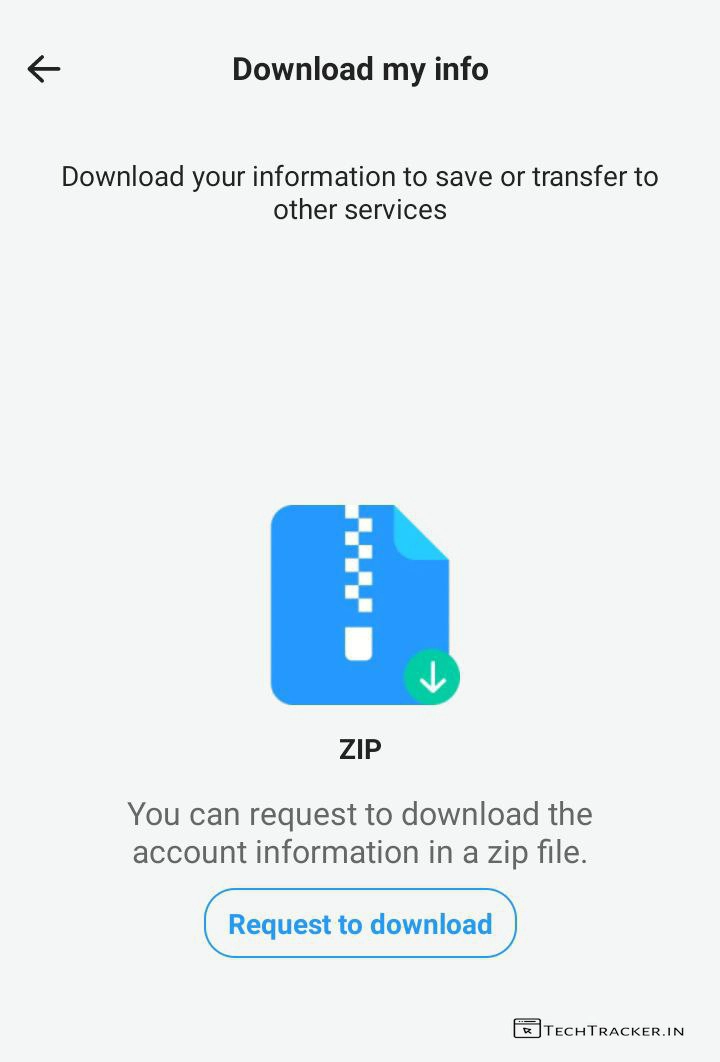 Download my info
Download your information to save or transfer to
other services
ZIP
You can request to download the
account information in a zip file.
Request to download
TECHTRACKER.IN